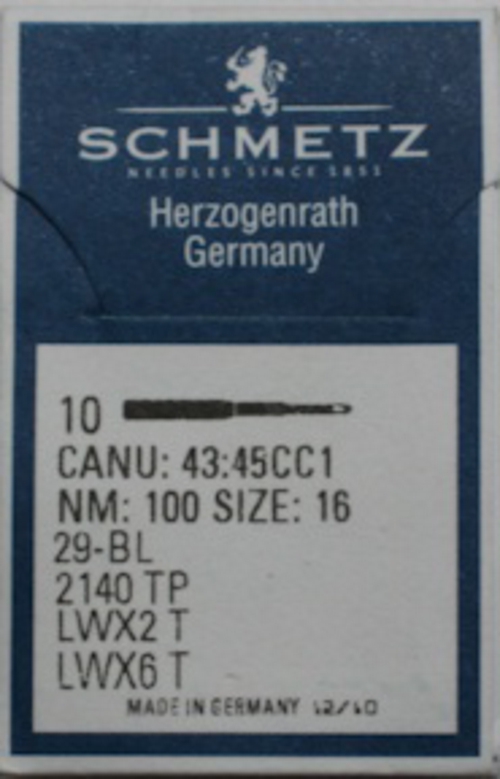 SCHMETZ
NEEDLES SINCE 1851
Herzogenrath
Germany
10
CANU: 43:45CC1
NM: 100 SIZE: 16
29-BL
2140 TP
LWX2 T
LWX6 T
MADE IN GERMANY